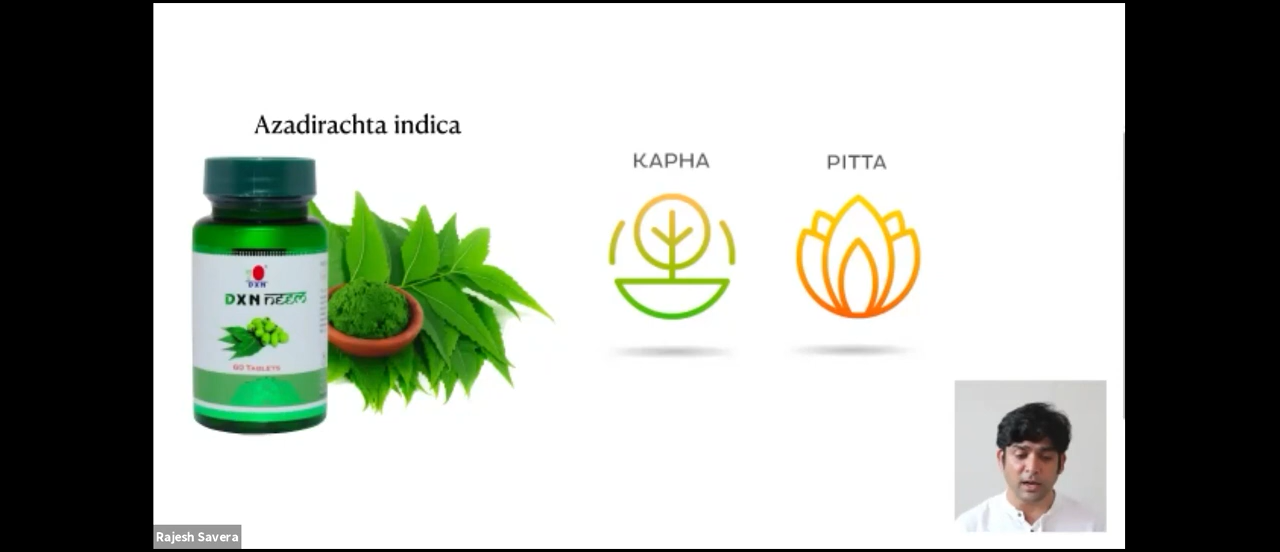 Azadirachta indica
KAPHA
PITTA
DXN
DXN neem
60 TABLETS
Rajesh Savera